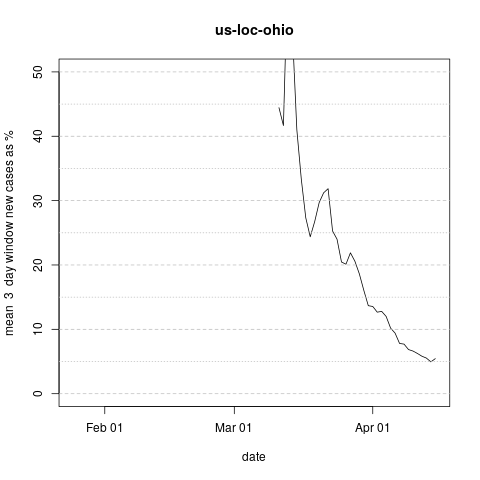 us-loc-ohio
mean  3  day window new cases as %
50
40
30
20
10
0
Feb 01
Mar 01
Apr 01
date